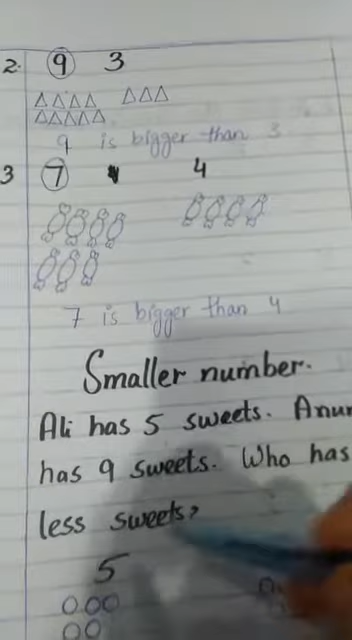 2. 9 3
9 is bigger than 3
3 7 4
7 is bigger than 4
Smaller number.
Ali has 5 sweets.
has 9 sweets. Who has
less sweets?
5